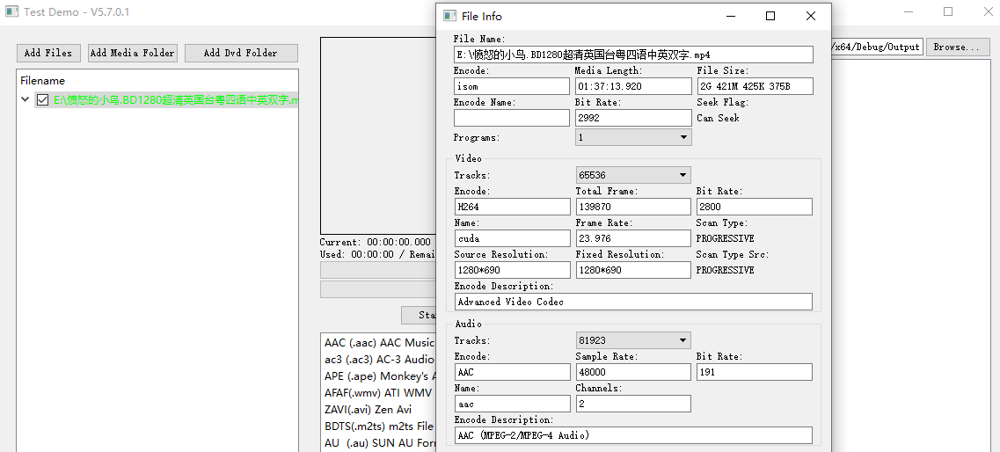 Test Demo - V5.7.0.1
Add Files
Add Media Folder
Add Dvd Folder
Filename
E:\愤怒的小鸟.BD1280超清英国台粤四语中英双字.m
Current: 00:00:00.000
Used: 00:00:00 / Remai
Sta
AAC (.aac) AAC Music
ac3 (.ac3) AC-3 Audio
APE (.ape) Monkey's A
AFAF(.wmv) ATI WMV
ZAVI(.avi) Zen Avi
BDTS(.m2ts) m2ts File
AU (.au) SUN AU Form
File Info
File Name:
E:\愤怒的小鸟.BD1280超清英国台粤四语中英双字.mp4
Encode: Media Length: File Size:
isom 01:37:13.920 2G 421M 425K 375B
Encode Name: Bit Rate: Seek Flag:
2992 Can Seek
Programs: 1
Video
Tracks: 65536
Encode: Total Frame: Bit Rate:
H264 139870 2800
Name: Frame Rate: Scan Type:
cuda 23.976 PROGRESSIVE
Source Resolution: Fixed Resolution: Scan Type Src:
1280*690 1280*690 PROGRESSIVE
Encode Description:
Advanced Video Codec
Audio
Tracks: 81923
Encode: Sample Rate: Bit Rate:
AAC 48000 191
Name: Channels:
aac 2
Encode Description:
AAC (MPEG-2/MPEG-4 Audio)
/x64/Debug/Output
Browse...